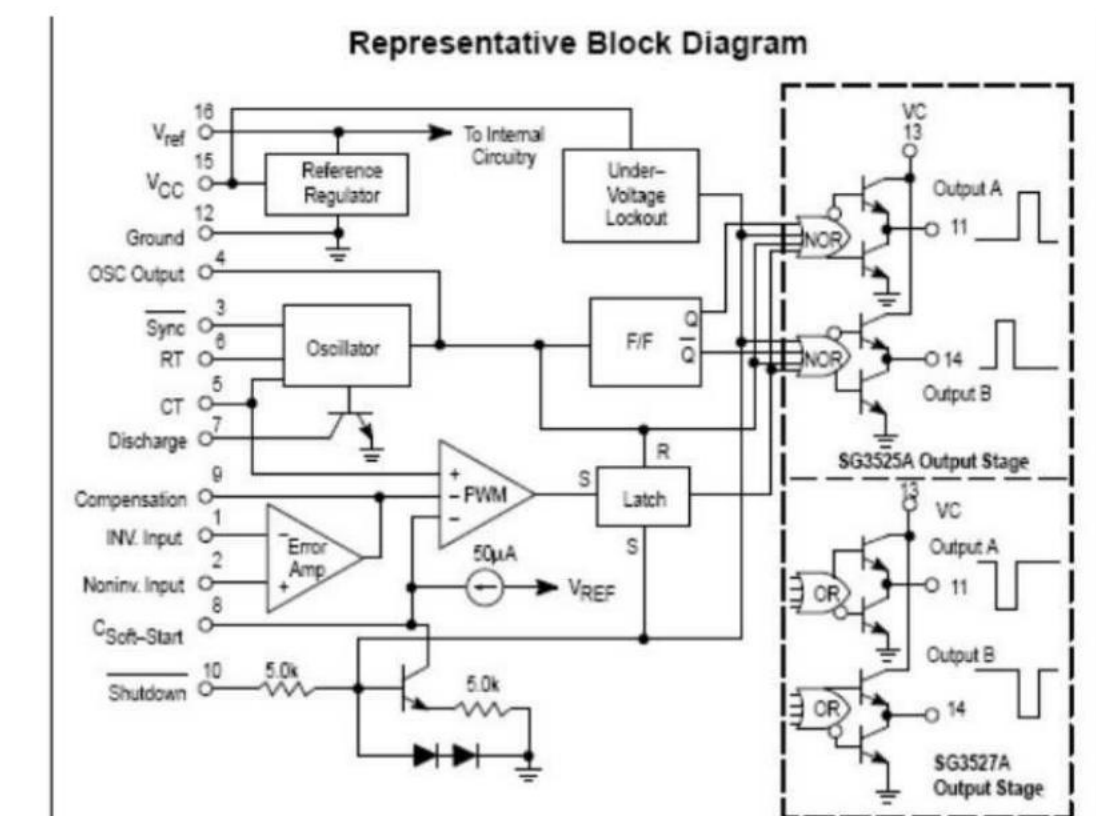 Representative Block Diagram
16
Vref
To Internal
Circuitry
15
VCC
Reference
Regulator
12
Ground
4
OSC Output
Under–
Voltage
Lockout
3
Sync
6
RT
Oscillator
5
CT
7
Discharge
F/F
Q
Q
9
Compensation
1
INV. Input
2
Noninv. Input
8
CSoft–Start
10
Shutdown
5.0k
5.0k
Error
Amp
–
+
+
–
–
PWM
50µA
VREF
S
R
Latch
S
VC
13
Output A
NOR
11
NOR
14
Output B
SG3525A Output Stage
13
VC
Output A
OR
11
Output B
OR
14
SG3527A
Output Stage